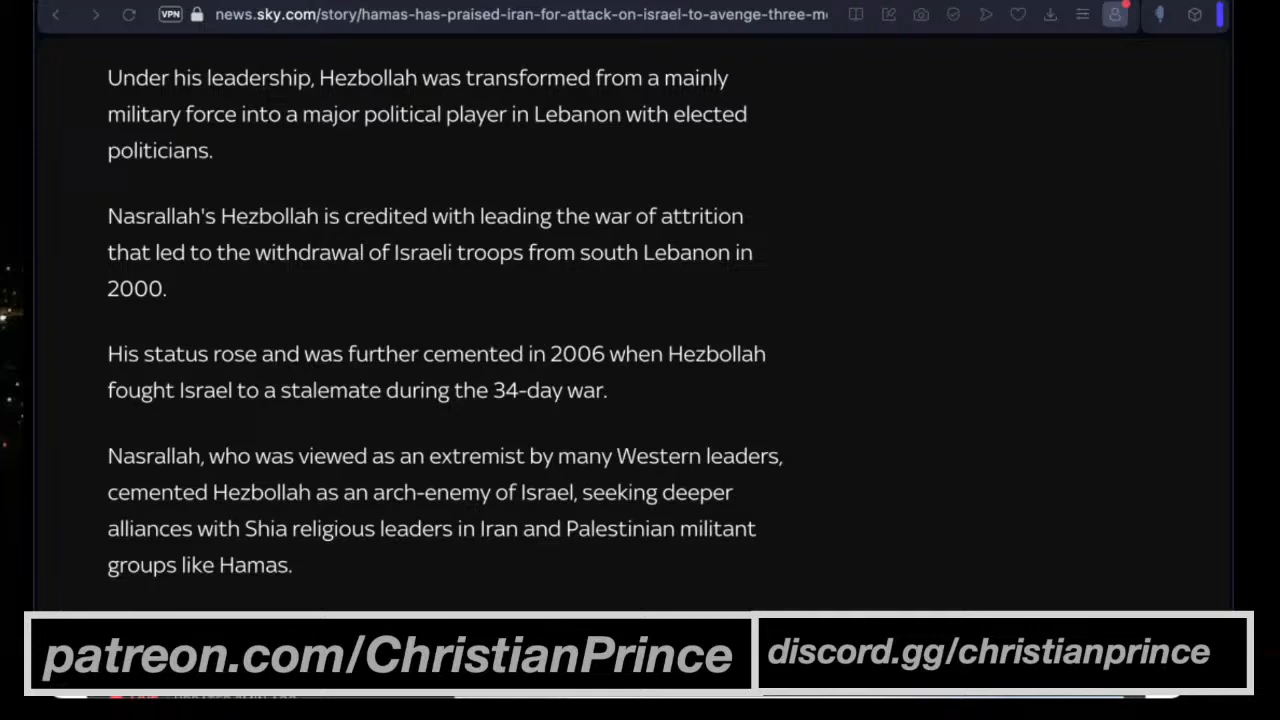 VPN
news.sky.com/story/hamas-has-praised-iran-for-attack-on-israel-to-avenge-three-m
Under his leadership, Hezbollah was transformed from a mainly
military force into a major political player in Lebanon with elected
politicians.
Nasrallah's Hezbollah is credited with leading the war of attrition
that led to the withdrawal of Israeli troops from south Lebanon in
2000.
His status rose and was further cemented in 2006 when Hezbollah
fought Israel to a stalemate during the 34-day war.
Nasrallah, who was viewed as an extremist by many Western leaders,
cemented Hezbollah as an arch-enemy of Israel, seeking deeper
alliances with Shia religious leaders in Iran and Palestinian militant
groups like Hamas.
patreon.com/ChristianPrince
discord.gg/christianprince